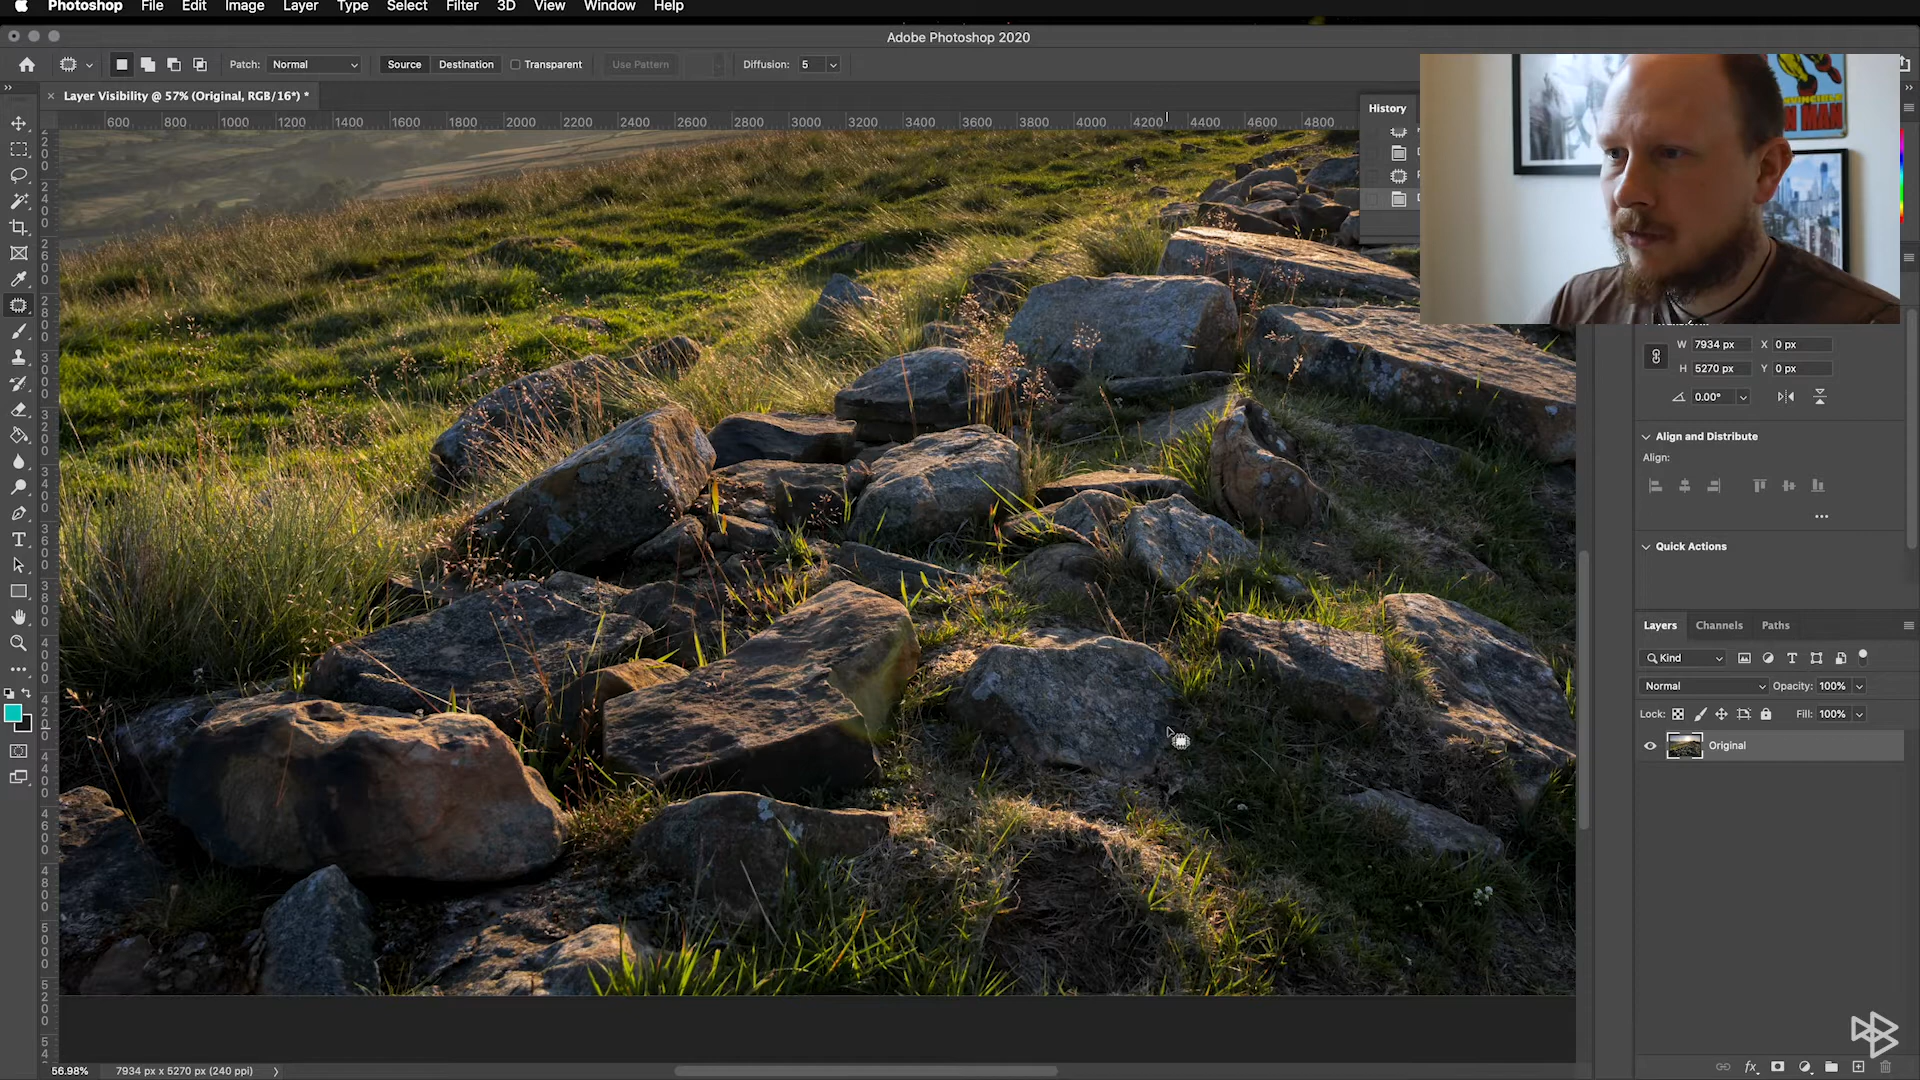 Photoshop File Edit Image Layer Type Select Filter 3D View Window Help
Adobe Photoshop 2020
Patch: Normal Source Destination Transparent Use Pattern Diffusion: 5
Layer Visibility @ 57% (Original, RGB/16*) *
History
600 800 1000 1200 1400 1600 1800 2000 2200 2400 2600 2800 3000 3200 3400 3600 3800 4000 4200 4400 4600 4800
INVINCIBLE
IRON MAN
W 7934 px X 0 px
H 5270 px Y 0 px
0.00°
Align and Distribute
Align:
Quick Actions
Layers Channels Paths
Kind
Normal Opacity: 100%
Lock: Fill: 100%
Original
56.98% 7934 px x 5270 px (240 ppi)